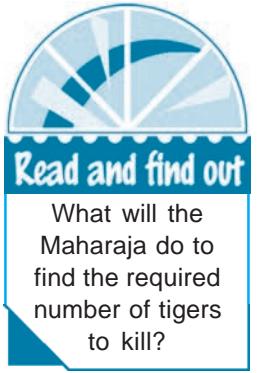 Read and find out
What will the
Maharaja do to
find the required
number of tigers
to kill?